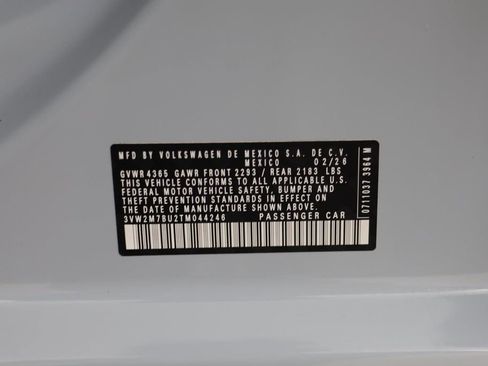 MFD BY VOLKSWAGEN DE MEXICO S.A. DE C.V.
MEXICO 02/26
GVWR 4365 GAWR FRONT 2293 / REAR 2183 LBS
THIS VEHICLE CONFORMS TO ALL APPLICABLE U.S.
FEDERAL MOTOR VEHICLE SAFETY, BUMPER AND
THEFT PREVENTION STANDARDS IN EFFECT ON
THE DATE OF MANUFACTURE SHOWN ABOVE.
3VW2M7BU2TM044246 PASSENGER CAR
0711037 3964 M